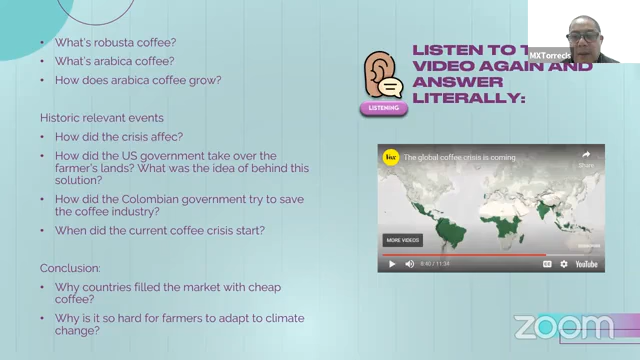 • What's robusta coffee?
• What's arabica coffee?
• How does arabica coffee grow?
Historic relevant events
• How did the crisis affec?
• How did the US government take over the
farmer's lands? What was the idea of behind this
solution?
• How did the Colombian government try to save
the coffee industry?
• When did the current coffee crisis start?
Conclusion:
• Why countries filled the market with cheap
coffee?
• Why is it so hard for farmers to adapt to climate
change?
LISTENING
LISTEN TO
VIDEO AGAIN AND
ANSWER
LITERALLY:
MXTorreds
Vox
The global coffee crisis is coming
Share
MORE VIDEOS
8:40 / 11:34
CC
YouTube
zoom